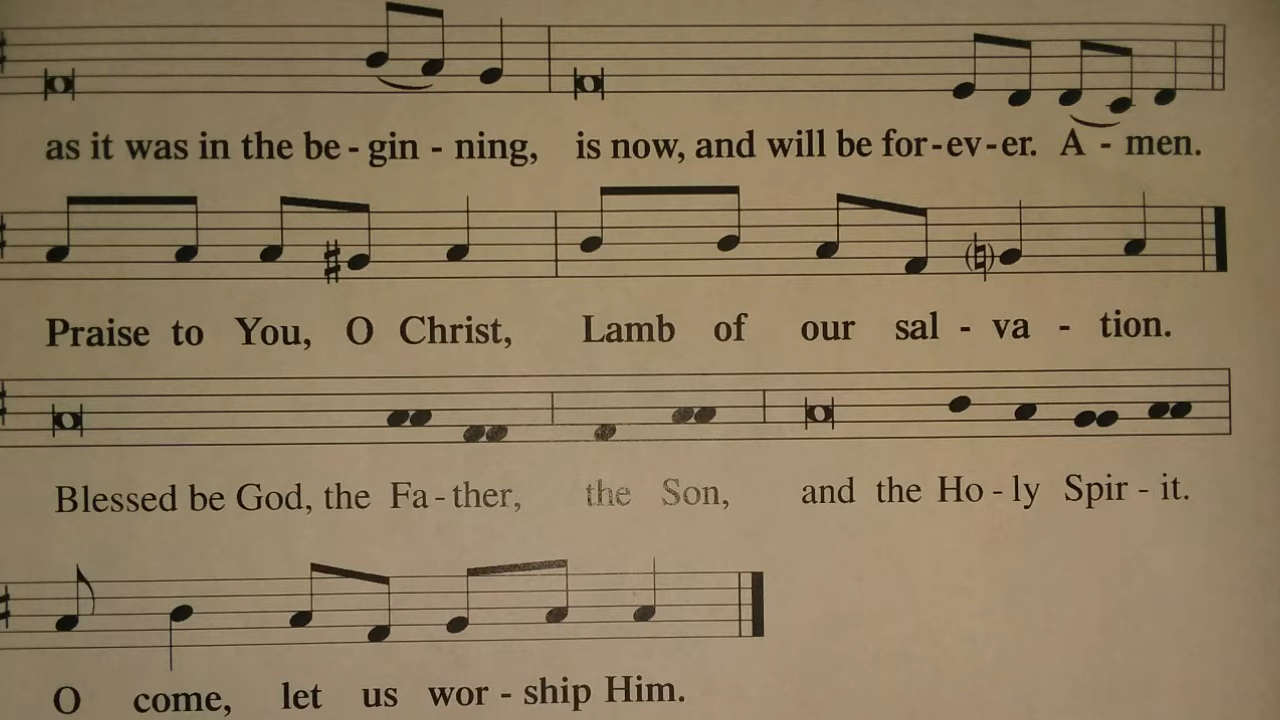 as it was in the be - gin - ning, is now, and will be for-ev-er. A - men.
Praise to You, O Christ, Lamb of our sal - va - tion.
Blessed be God, the Fa - ther, the Son, and the Ho - ly Spir - it.
O come, let us wor - ship Him.